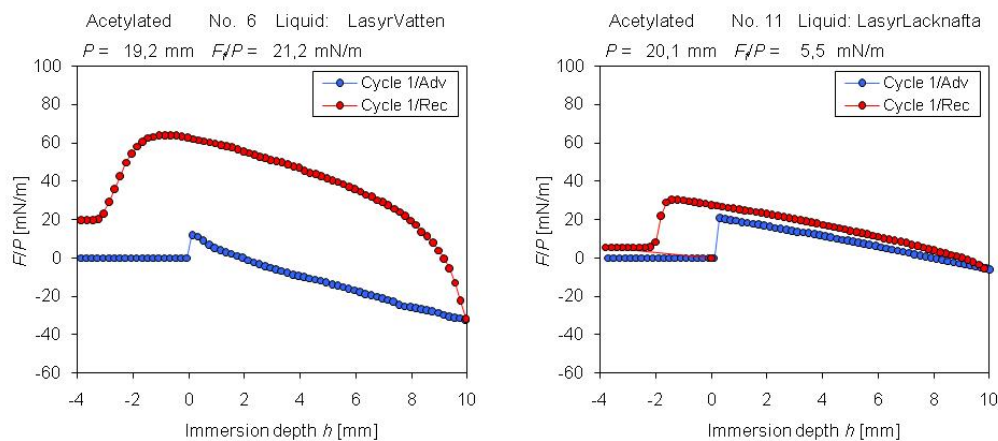 Acetylated No. 6 Liquid: LasyrVatten
P = 19,2 mm Ff/P = 21,2 mN/m
100
80
60
40
20
0
-20
-40
-60
F/P [mN/m]
Cycle 1/Adv
Cycle 1/Rec
-4 -2 0 2 4 6 8 10
Immersion depth h [mm]
Acetylated No. 11 Liquid: LasyrLacknafta
P = 20,1 mm Ff/P = 5,5 mN/m
100
80
60
40
20
0
-20
-40
-60
F/P [mN/m]
Cycle 1/Adv
Cycle 1/Rec
-4 -2 0 2 4 6 8 10
Immersion depth h [mm]